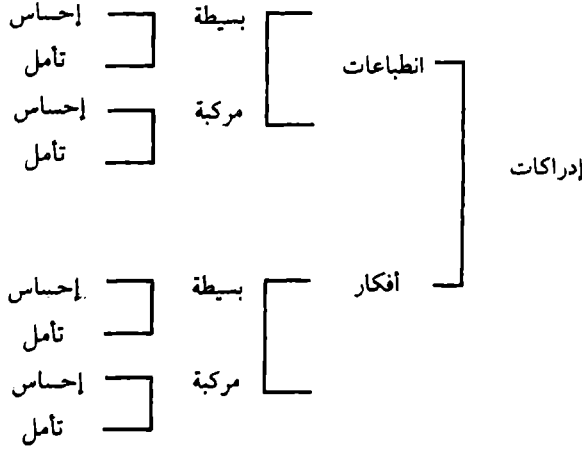 إدراكات
انطباعات
بسيطة
إحساس
تأمل
مركبة
إحساس
تأمل
أفكار
بسيطة
إحساس
تأمل
مركبة
إحساس
تأمل